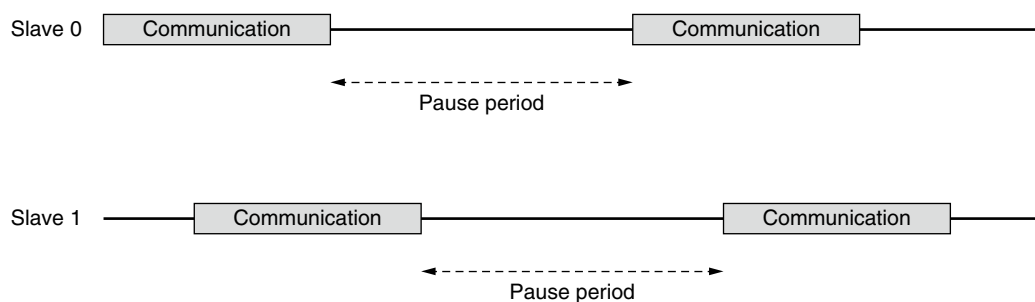 Slave 0 Communication Communication
Pause period
Slave 1 Communication Communication
Pause period